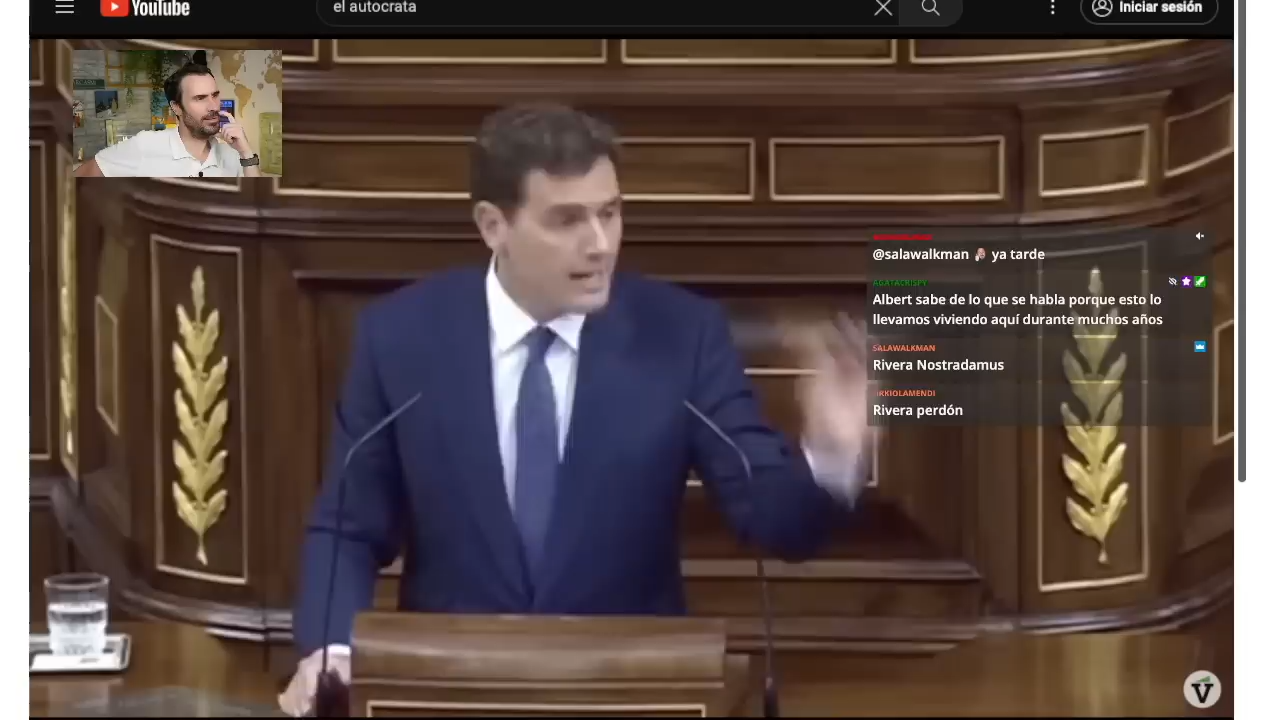 YouTube
el autocrata
Iniciar sesión
@salawalkman ya tarde
AGATACRISPY
Albert sabe de lo que se habla porque esto lo
llevamos viviendo aquí durante muchos años
SALAWALKMAN
Rivera Nostradamus
Rivera perdón
V